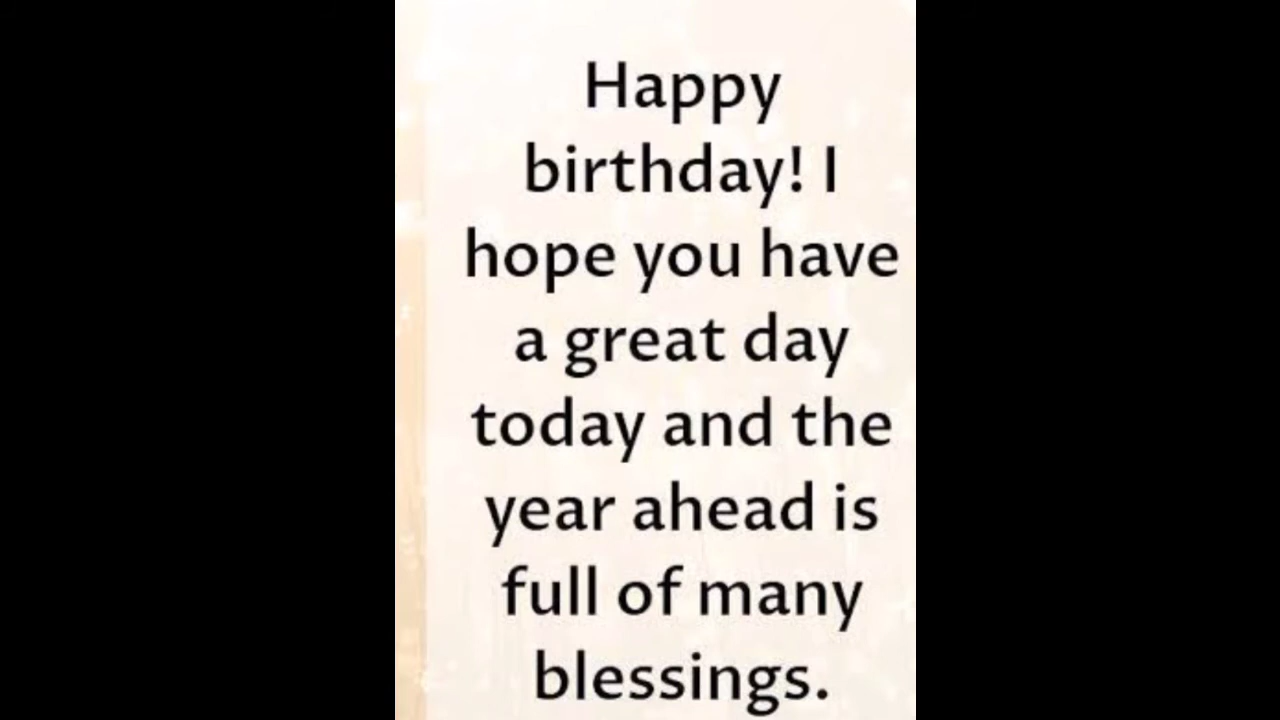 Happy
birthday! I
hope you have
a great day
today and the
year ahead is
full of many
blessings.